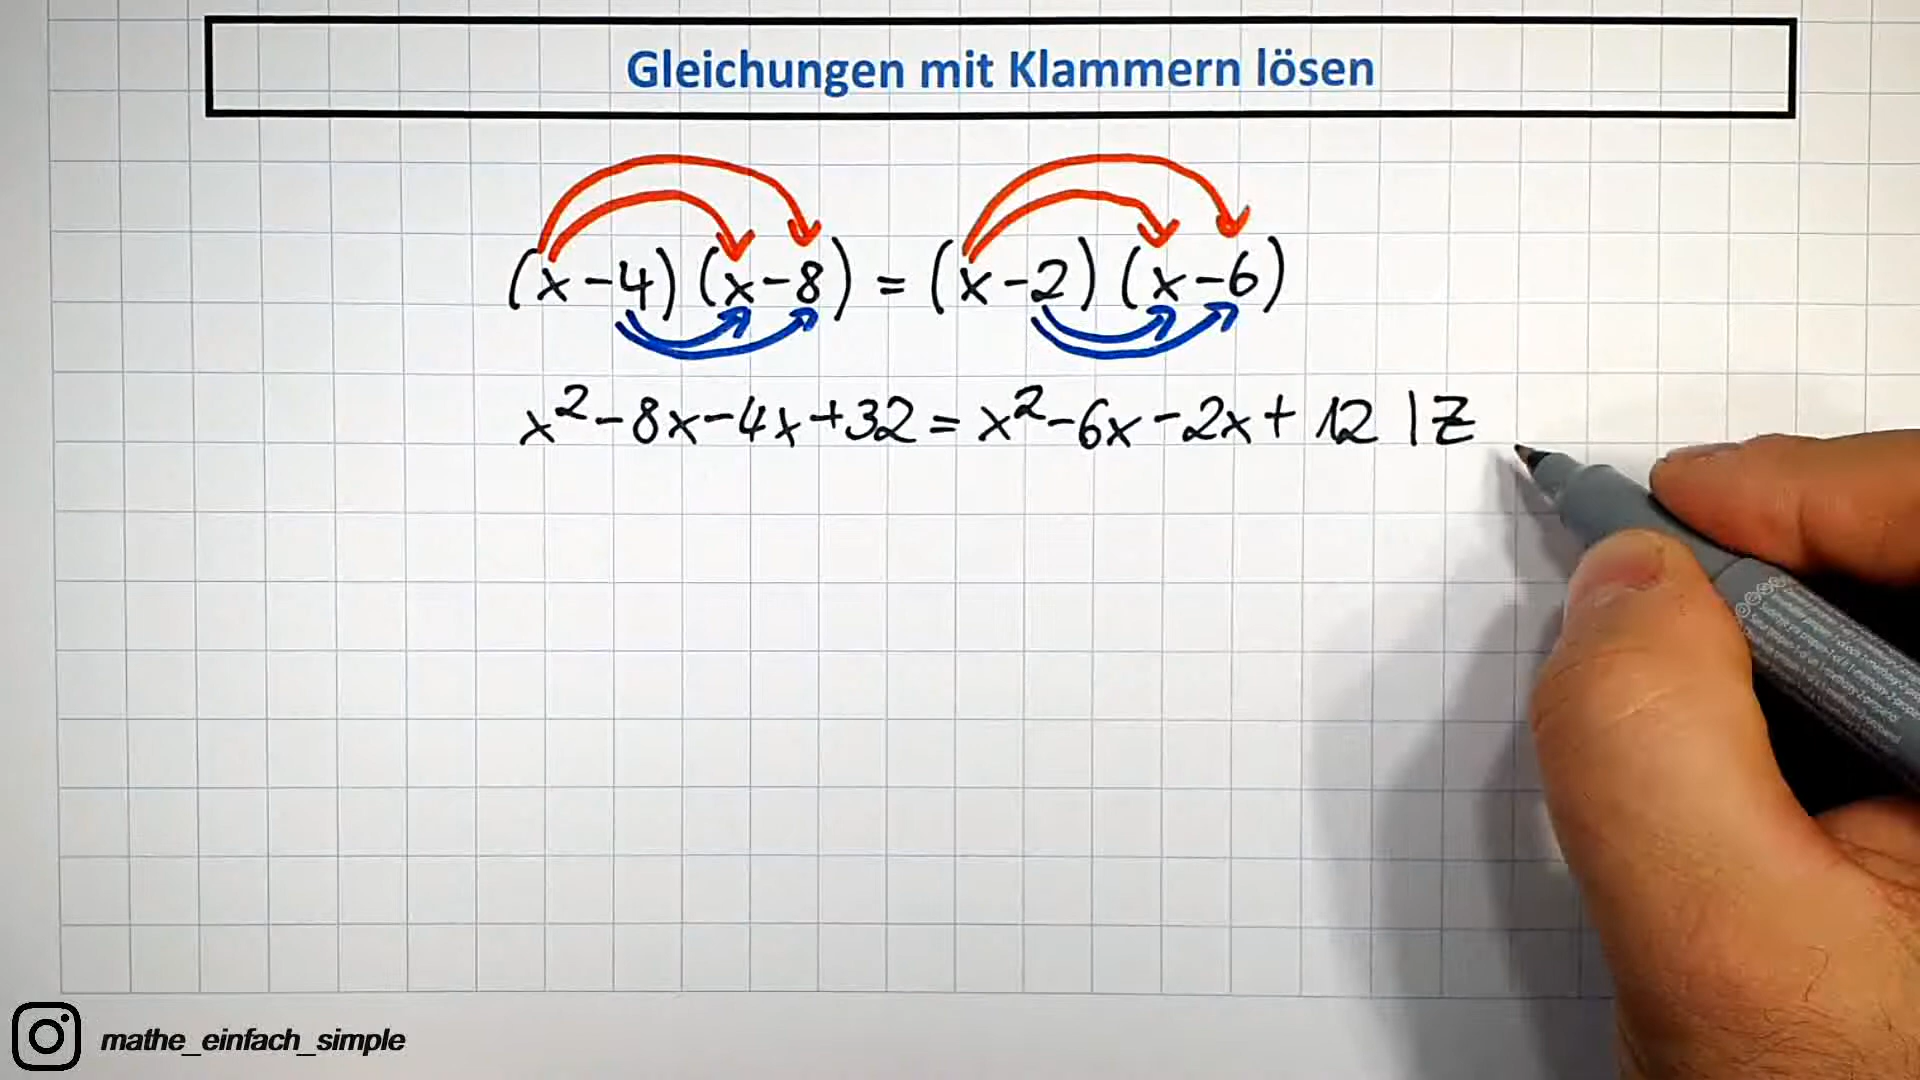 Gleichungen mit Klammern lösen
(x-4)(x-8) = (x-2)(x-6)
x²-8x-4x+32 = x²-6x-2x+12 | Z
mathe_einfach_simple